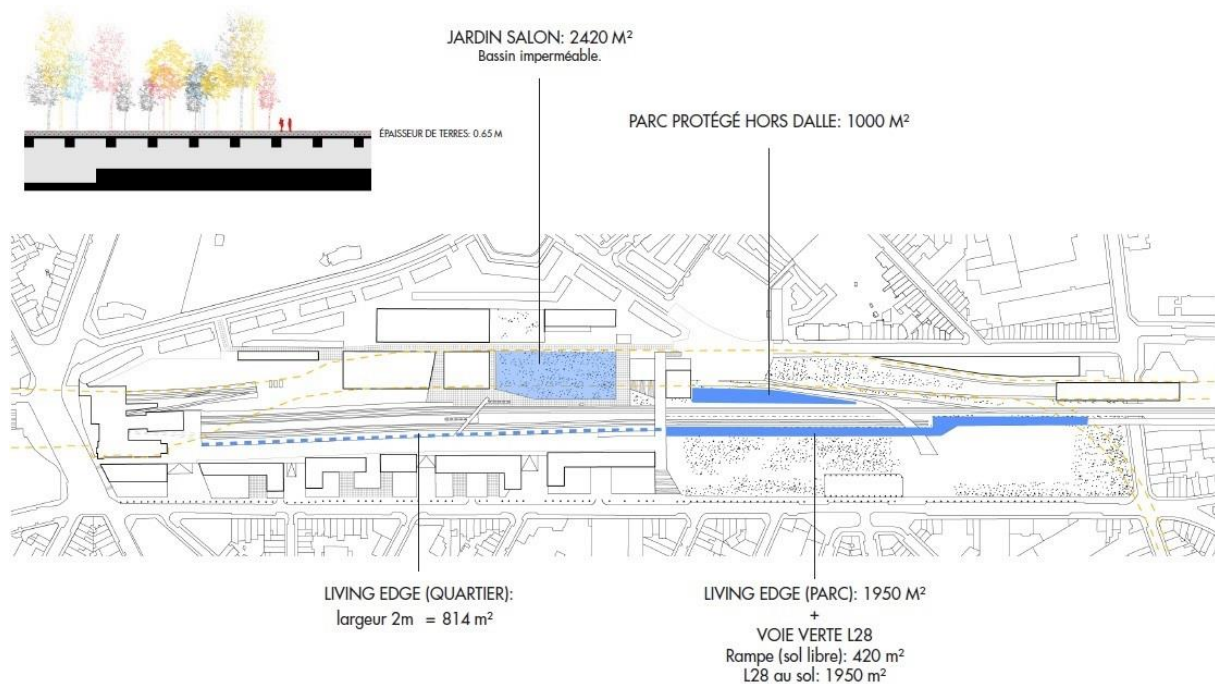 JARDIN SALON: 2420 M²
Bassin imperméable.
PARC PROTÉGÉ HORS DALLE: 1000 M²
ÉPAISSEUR DE TERRES: 0.65 M
LIVING EDGE (QUARTIER):
largeur 2m = 814 m²
LIVING EDGE (PARC): 1950 M²
+
VOIE VERTE L28
Rampe (sol libre): 420 m²
L28 au sol: 1950 m²